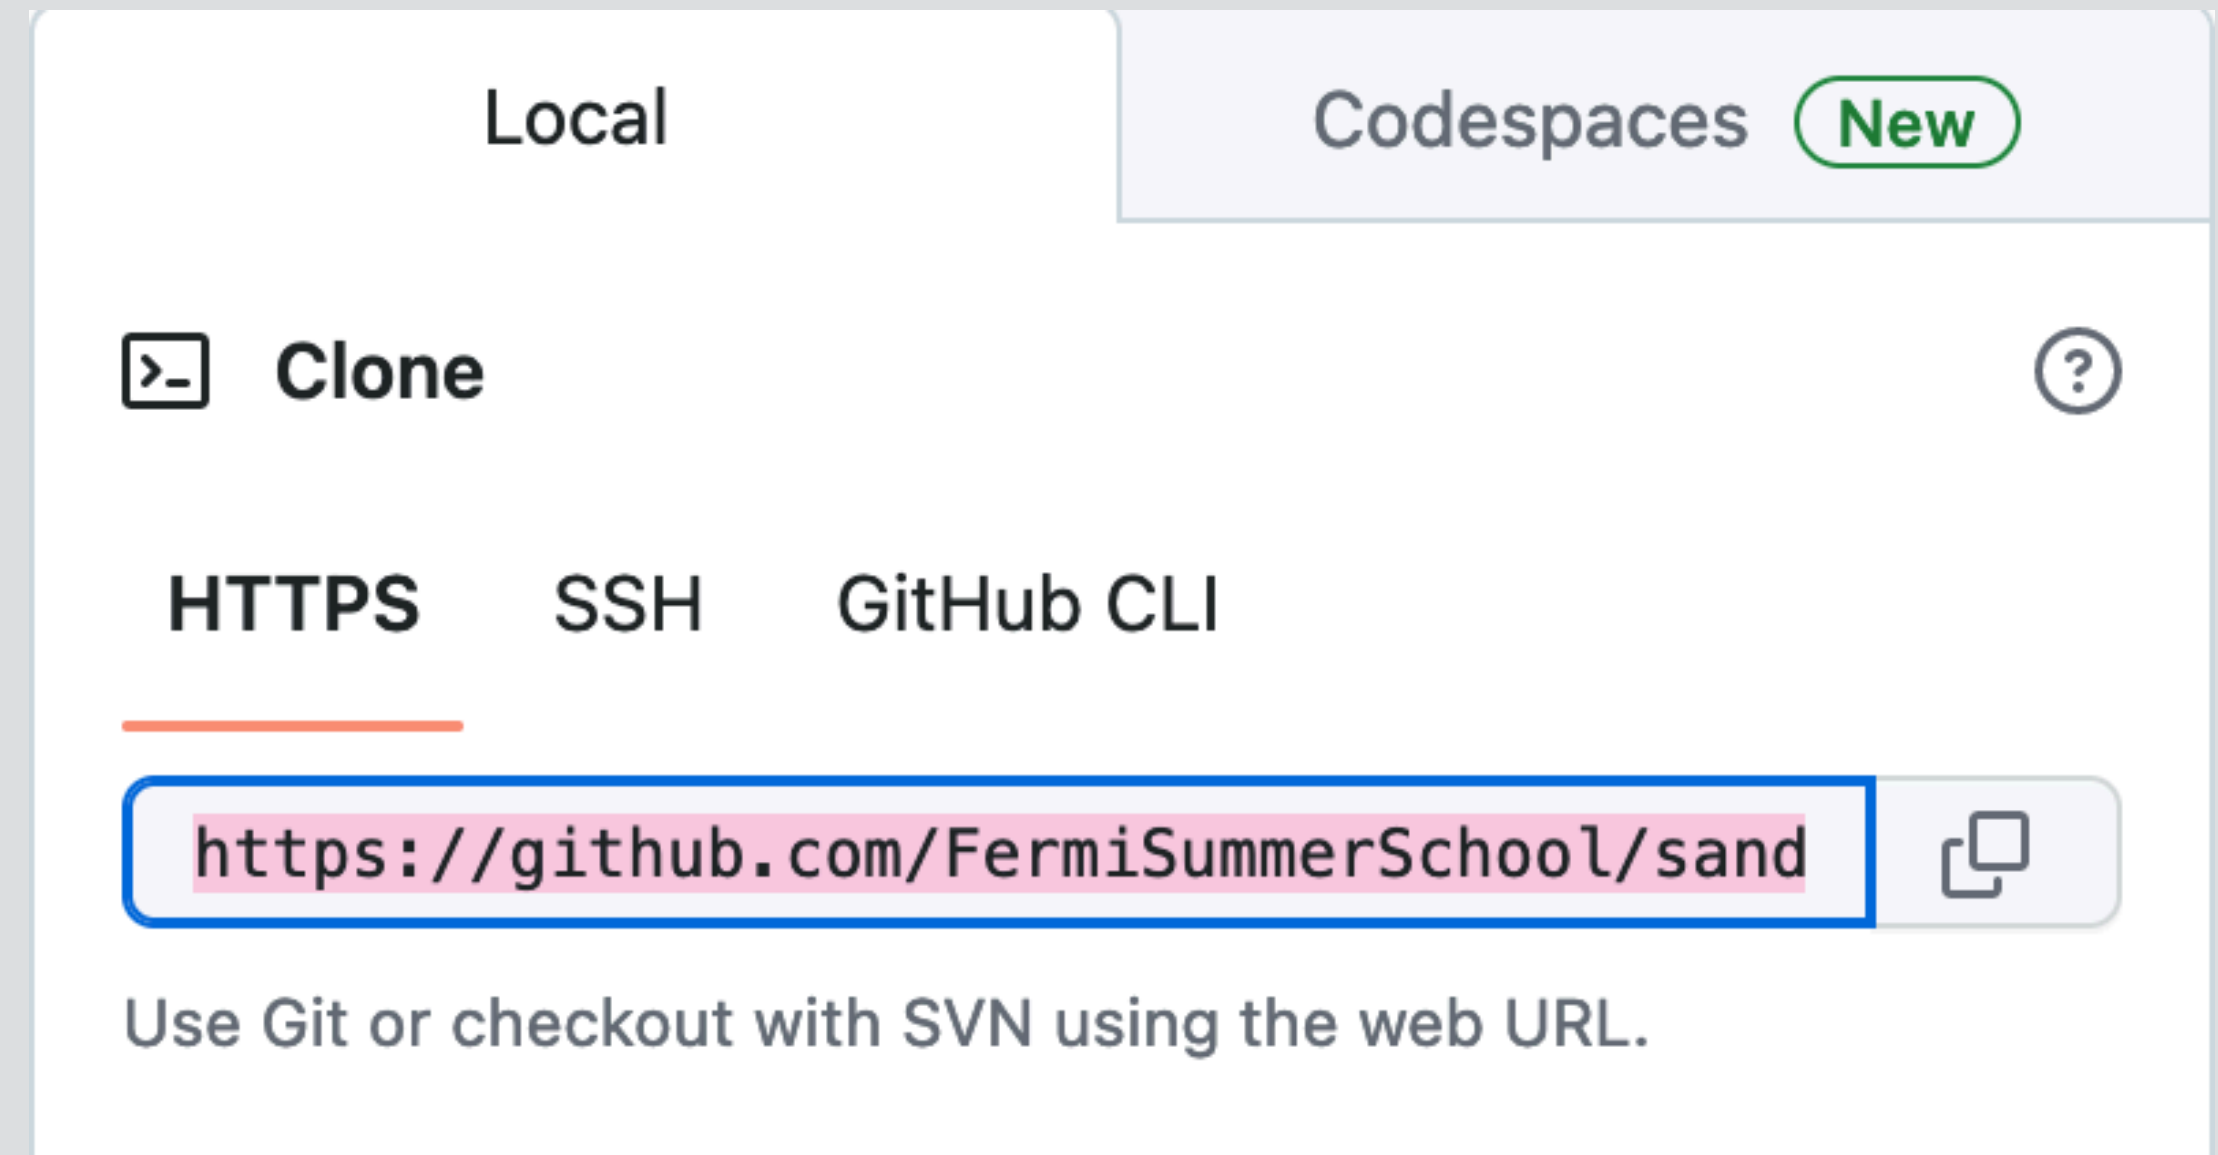 Local
Codespaces New
Clone
HTTPS SSH GitHub CLI
https://github.com/FermiSummerSchool/sand
Use Git or checkout with SVN using the web URL.